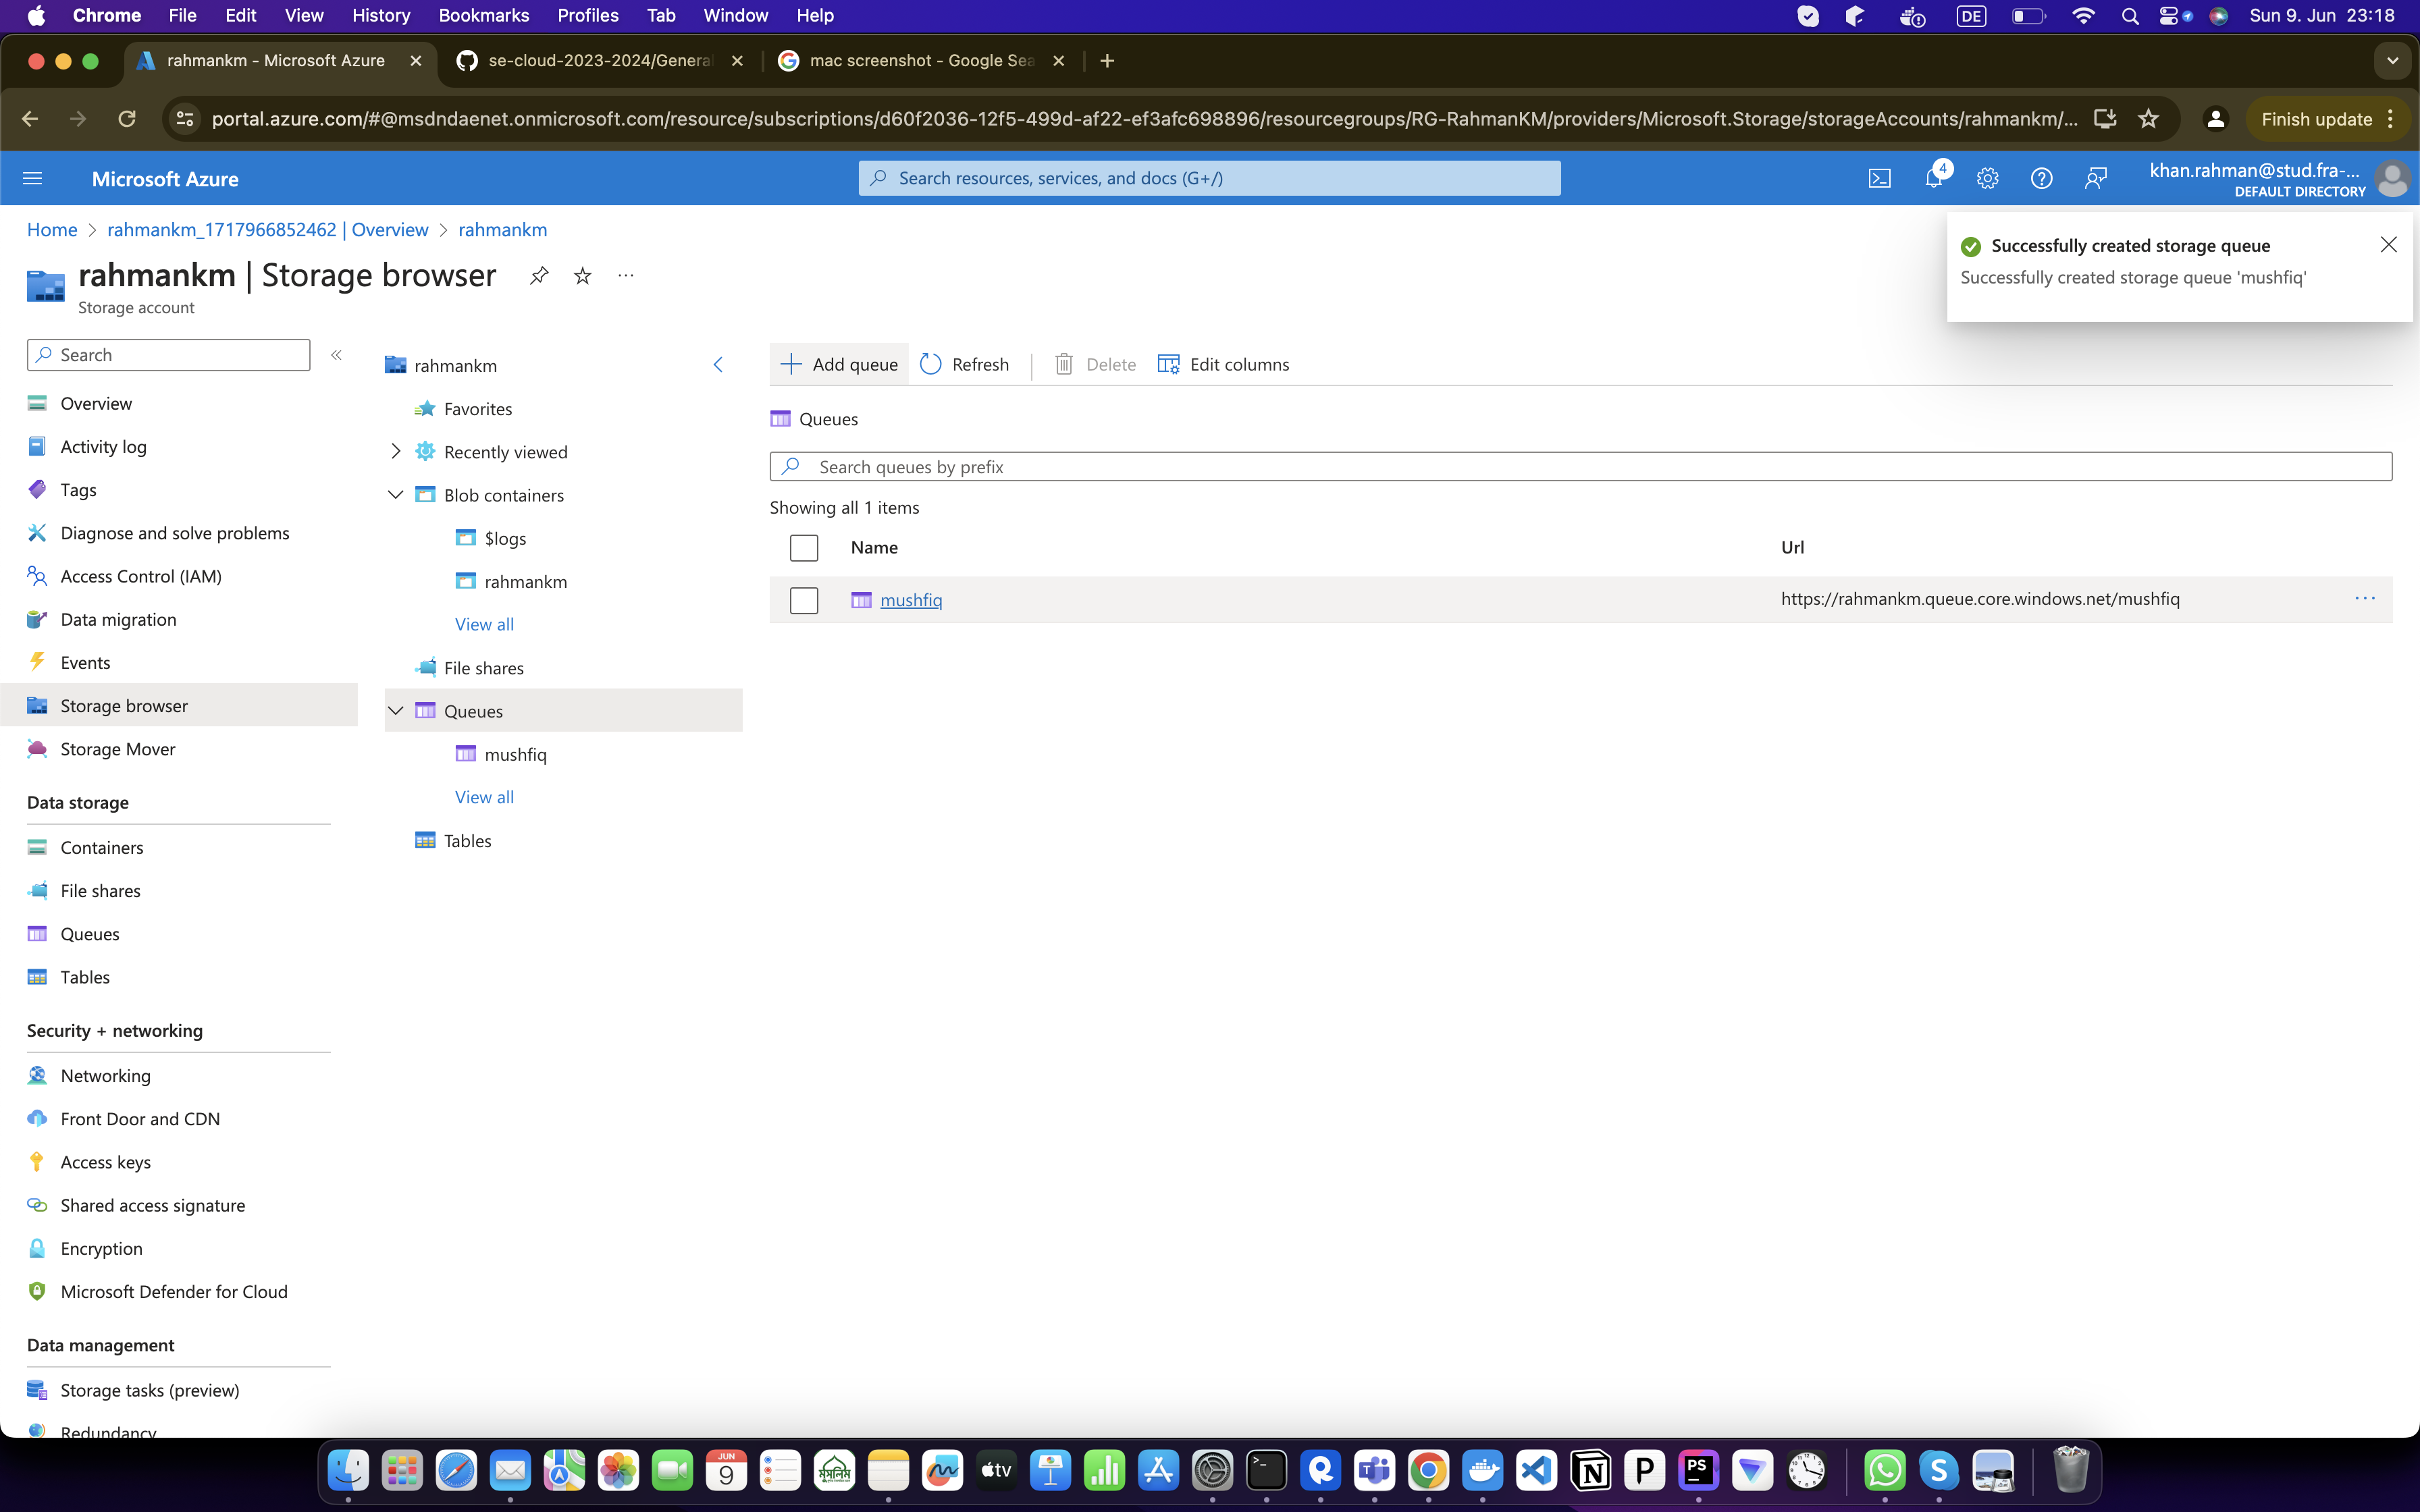 Chrome File Edit View History Bookmarks Profiles Tab Window Help
DE
Sun 9. Jun 23:18
rahmankm - Microsoft Azure
se-cloud-2023-2024/General
mac screenshot - Google Sea
portal.azure.com/#@msdndaenet.onmicrosoft.com/resource/subscriptions/d60f2036-12f5-499d-af22-ef3afc698896/resourcegroups/RG-RahmanKM/providers/Microsoft.Storage/storageAccounts/rahmankm/...
Finish update
Microsoft Azure
Search resources, services, and docs (G+/)
4
khan.rahman@stud.fra-...
DEFAULT DIRECTORY
Home > rahmankm_1717966852462 | Overview > rahmankm
rahmankm | Storage browser
Storage account
Successfully created storage queue
Successfully created storage queue 'mushfiq'
Search
Overview
Activity log
Tags
Diagnose and solve problems
Access Control (IAM)
Data migration
Events
Storage browser
Storage Mover
Data storage
Containers
File shares
Queues
Tables
Security + networking
Networking
Front Door and CDN
Access keys
Shared access signature
Encryption
Microsoft Defender for Cloud
Data management
Storage tasks (preview)
Redundancy
rahmankm
Favorites
Recently viewed
Blob containers
$logs
rahmankm
View all
File shares
Queues
mushfiq
View all
Tables
Add queue Refresh Delete Edit columns
Queues
Search queues by prefix
Showing all 1 items
Name Url
mushfiq https://rahmankm.queue.core.windows.net/mushfiq
JUN
9
মুসলিম
tv
PS